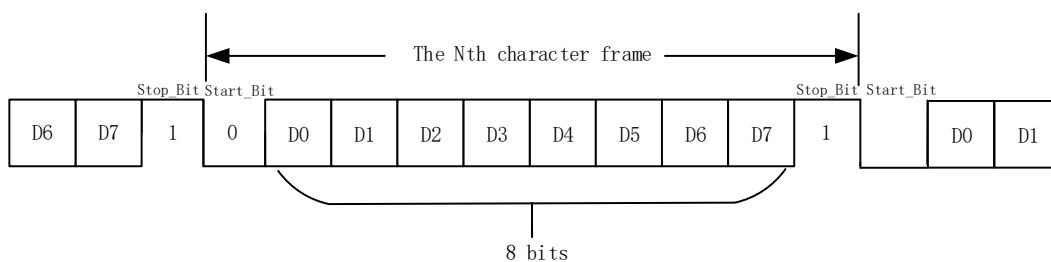 The Nth character frame
Stop_Bit Start_Bit Stop_Bit Start_Bit
D6 D7 1 0 D0 D1 D2 D3 D4 D5 D6 D7 1 D0 D1
8 bits